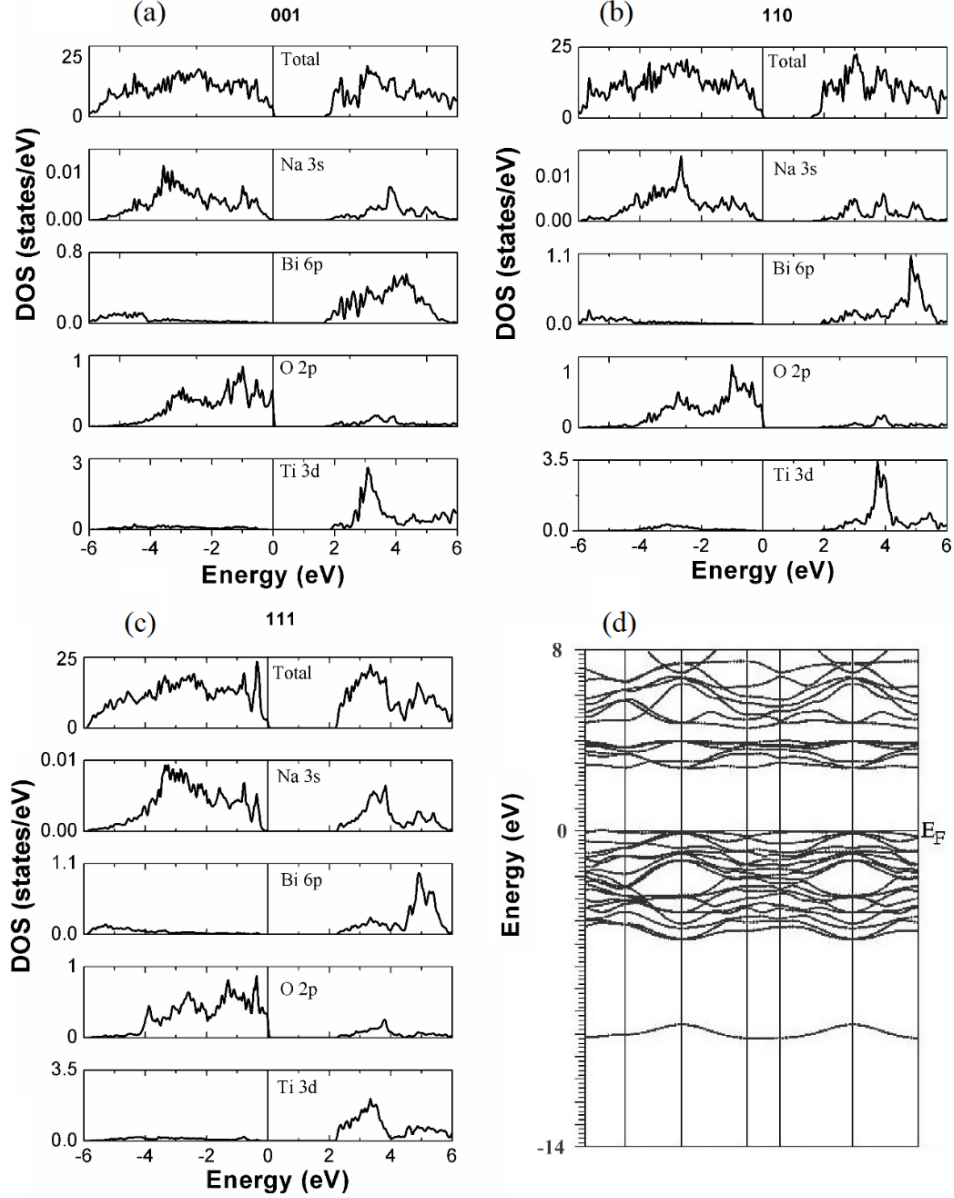 (a)
001
25
0
Total
0.01
0.00
Na 3s
0.8
0.0
Bi 6p
1
0
O 2p
3
0
Ti 3d
-6 -4 -2 0 2 4 6
Energy (eV)
DOS (states/eV)
(b)
110
25
0
Total
0.01
0.00
Na 3s
1.1
0.0
Bi 6p
1
0
O 2p
3.5
0.0
Ti 3d
-6 -4 -2 0 2 4 6
Energy (eV)
DOS (states/eV)
(c)
111
25
0
Total
0.01
0.00
Na 3s
1.1
0.0
Bi 6p
1
0
O 2p
3.5
0.0
Ti 3d
-6 -4 -2 0 2 4 6
Energy (eV)
DOS (states/eV)
(d)
8
0
EF
-14
Energy (eV)